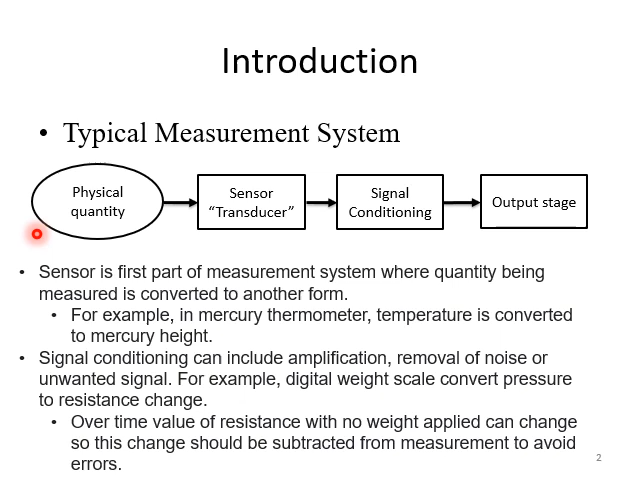 Introduction
• Typical Measurement System
Physical
quantity
Sensor
“Transducer”
Signal
Conditioning
Output stage
• Sensor is first part of measurement system where quantity being
measured is converted to another form.
• For example, in mercury thermometer, temperature is converted
to mercury height.
• Signal conditioning can include amplification, removal of noise or
unwanted signal. For example, digital weight scale convert pressure
to resistance change.
• Over time value of resistance with no weight applied can change
so this change should be subtracted from measurement to avoid
errors.
2